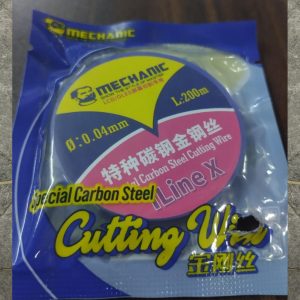 MECHANIC
MECHANIC
L:200m
Ø:0.04mm
特种碳钢金钢丝
Carbon Steel Cutting Wire
iLine X
Special Carbon Steel
Cutting
金刚丝